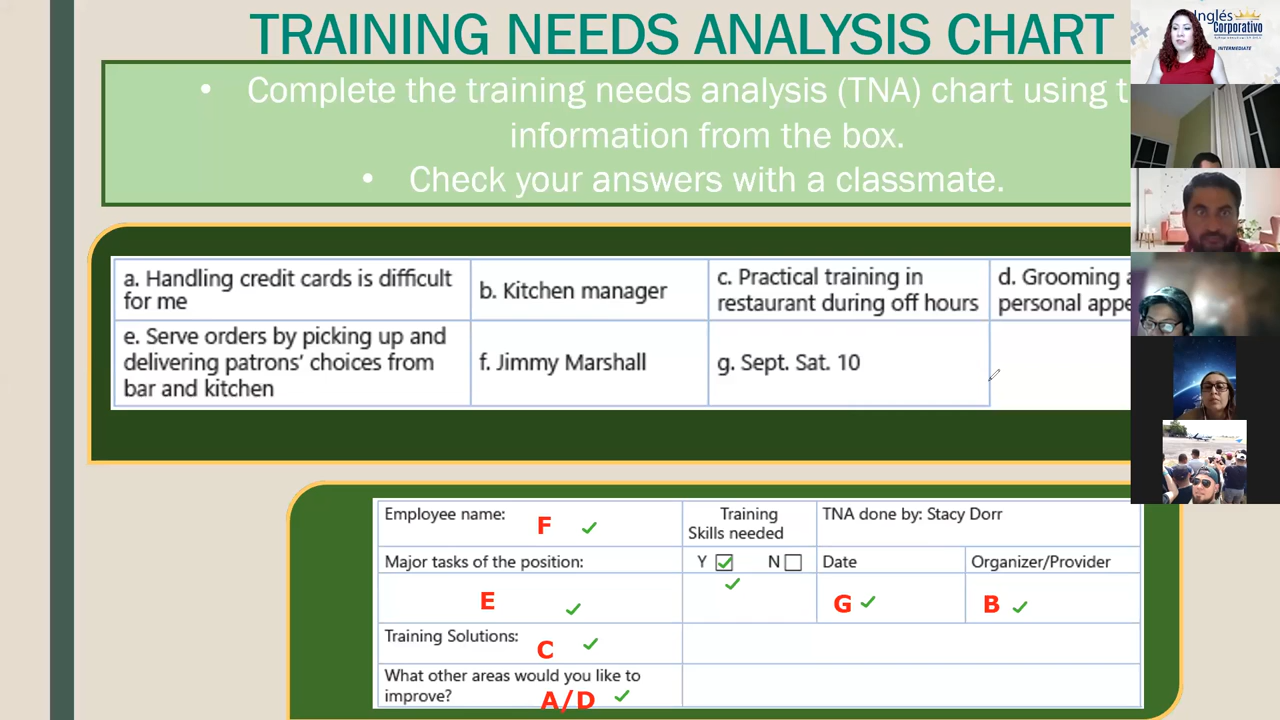 TRAINING NEEDS ANALYSIS CHART
• Complete the training needs analysis (TNA) chart using
information from the box.
• Check your answers with a classmate.
a. Handling credit cards is difficult
for me
b. Kitchen manager
c. Practical training in
restaurant during off hours
d. Grooming
personal
e. Serve orders by picking up and
delivering patrons' choices from
bar and kitchen
f. Jimmy Marshall
g. Sept. Sat. 10
Employee name:
F
Training
Skills needed
TNA done by: Stacy Dorr
Major tasks of the position:
Y
N
Date
Organizer/Provider
E
G
B
Training Solutions:
C
What other areas would you like to
improve?
A/D
Inglés
Corporativo
INTERMEDIATE